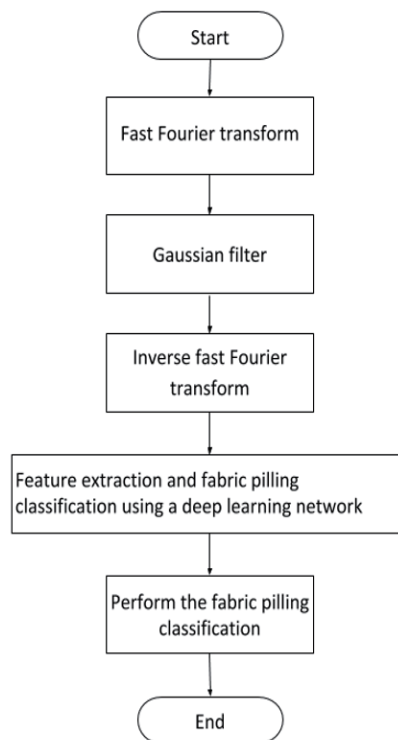 Start
Fast Fourier transform
Gaussian filter
Inverse fast Fourier
transform
Feature extraction and fabric pilling
classification using a deep learning network
Perform the fabric pilling
classification
End